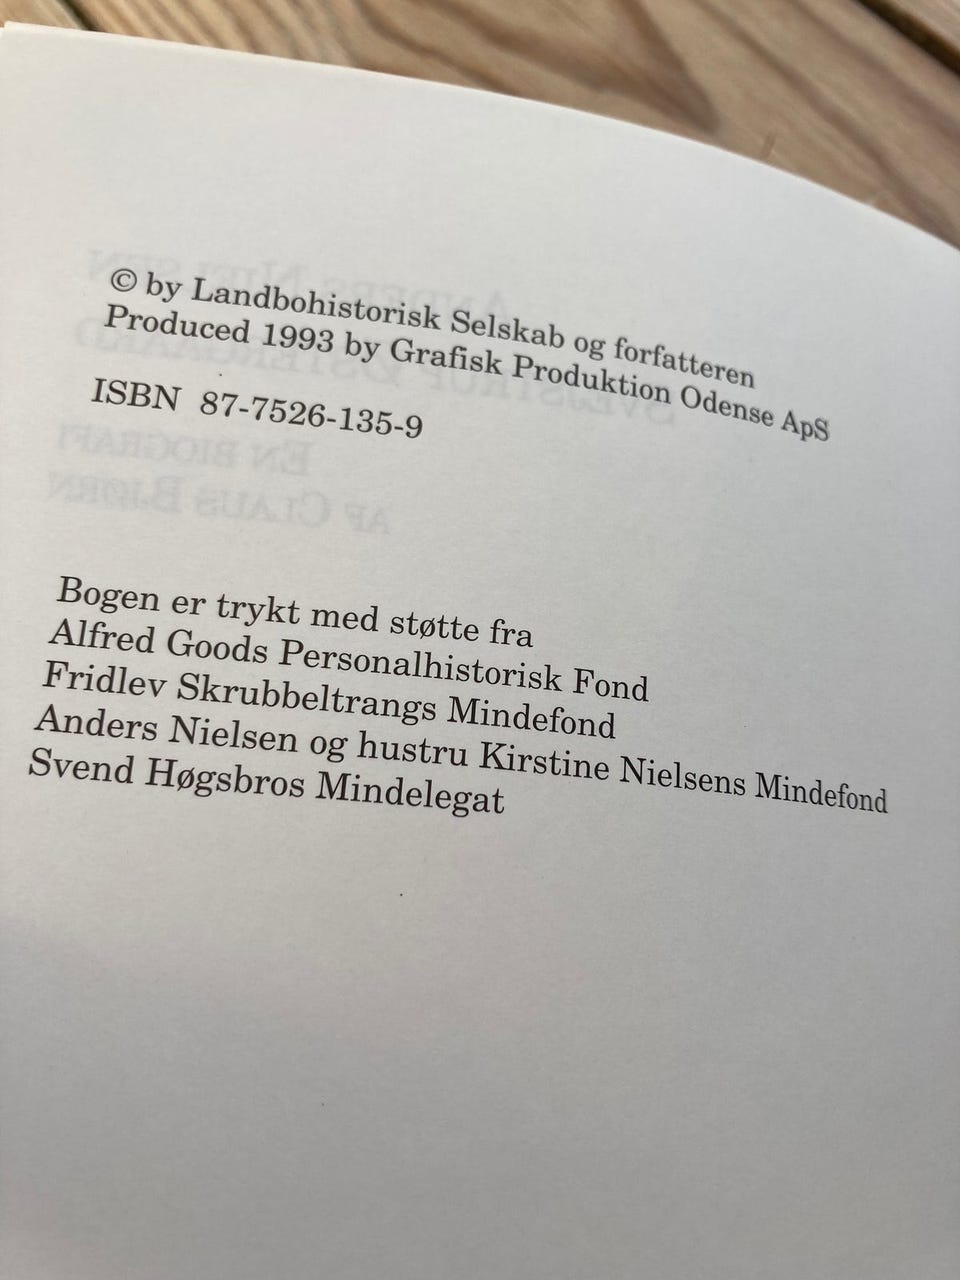 © by Landbohistorisk Selskab og forfatteren
Produced 1993 by Grafisk Produktion Odense ApS
ISBN 87-7526-135-9
Bogen er trykt med støtte fra
Alfred Goods Personalhistorisk Fond
Fridlev Skrubbeltrangs Mindefond
Anders Nielsen og hustru Kirstine Nielsens Mindefond
Svend Høgsbros Mindelegat